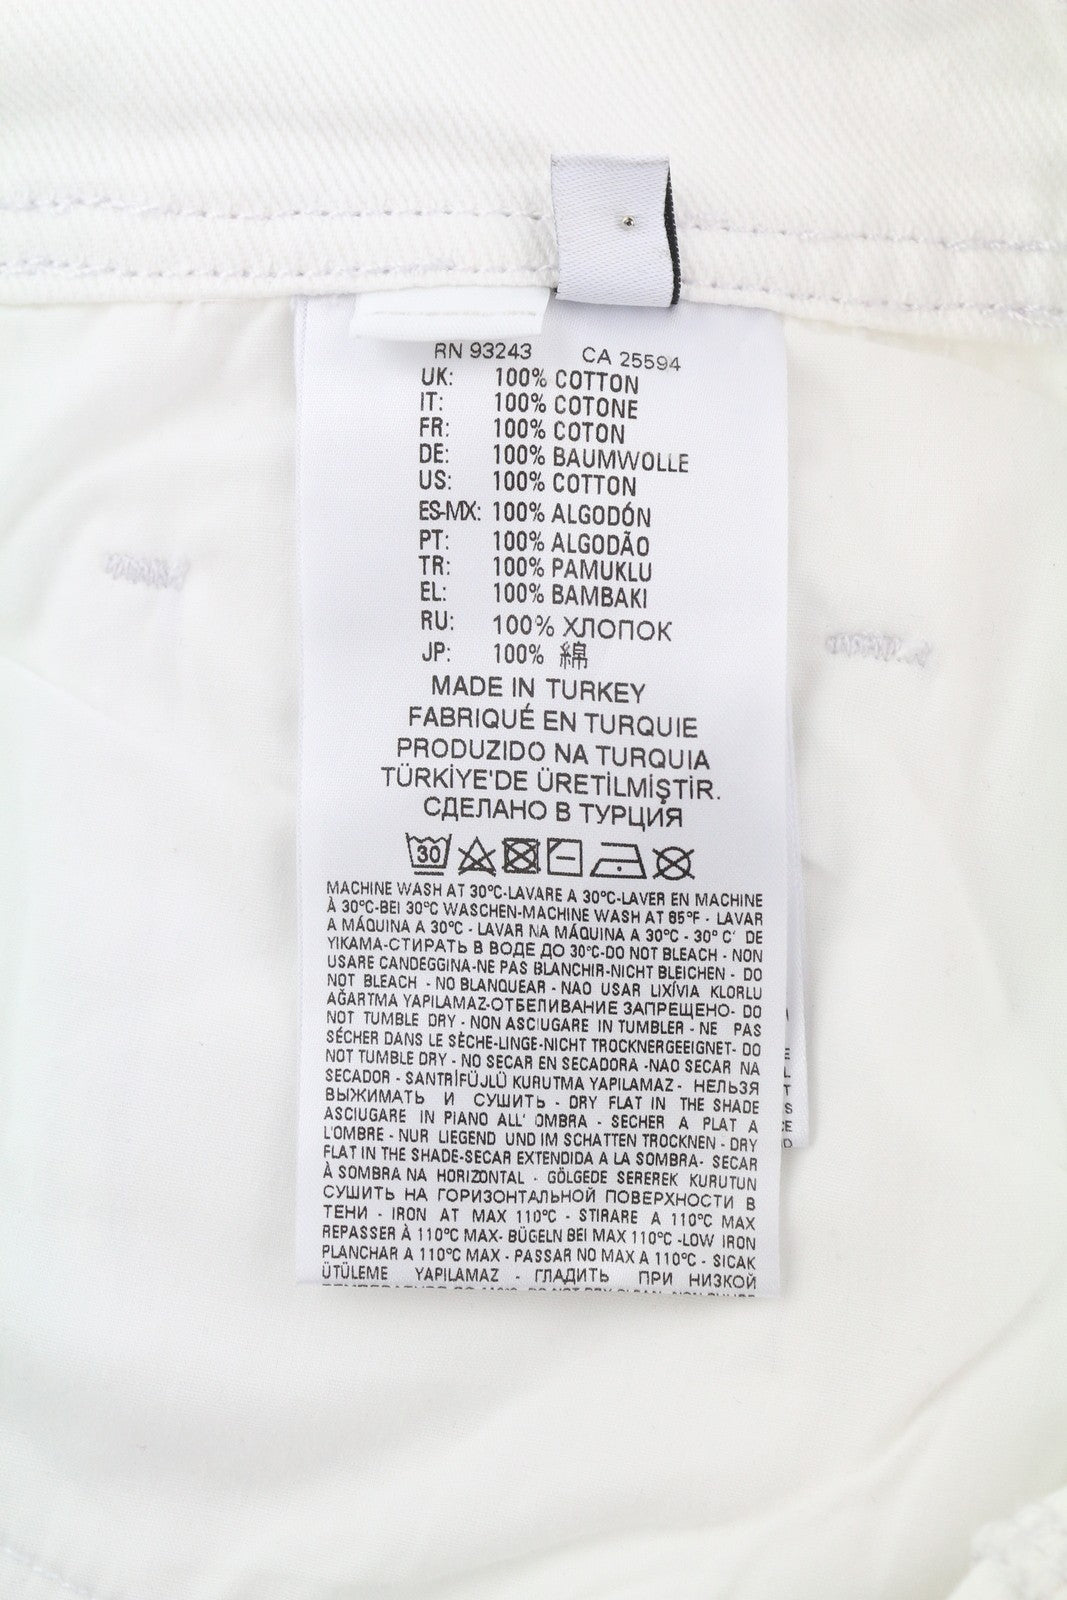 RN 93243 CA 25594
UK: 100% COTTON
IT: 100% COTONE
FR: 100% COTON
DE: 100% BAUMWOLLE
US: 100% COTTON
ES-MX: 100% ALGODÓN
PT: 100% ALGODÃO
TR: 100% PAMUKLU
EL: 100% BAMBAKI
RU: 100% ХЛОПОК
JP: 100% 綿
MADE IN TURKEY
FABRIQUÉ EN TURQUIE
PRODUZIDO NA TURQUIA
TÜRKİYE'DE ÜRETİLMİŞTİR.
СДЕЛАНО В ТУРЦИЯ
30
MACHINE WASH AT 30°C-LAVARE A 30°C-LAVER EN MACHINE
À 30°C-BEI 30°C WASCHEN-MACHINE WASH AT 85°F - LAVAR
A MÁQUINA A 30°C - LAVAR NA MÁQUINA A 30°C - 30° C' DE
YIKAMA-СТИРАТЬ В ВОДЕ ДО 30°C-DO NOT BLEACH - NON
USARE CANDEGGINA-NE PAS BLANCHIR-NICHT BLEICHEN - DO
NOT BLEACH - NO BLANQUEAR - NAO USAR LIXÍVIA KLORLU
AĞARTMA YAPILAMAZ-ОТБЕЛИВАНИЕ ЗАПРЕЩЕНО- DO
NOT TUMBLE DRY - NON ASCIUGARE IN TUMBLER - NE PAS
SÉCHER DANS LE SÈCHE-LINGE-NICHT TROCKNERGEEIGNET- DO
NOT TUMBLE DRY - NO SECAR EN SECADORA -NAO SECAR NA
SECADOR - SANTRİFÜJLÜ KURUTMA YAPILAMAZ - НЕЛЬЗЯ
ВЫЖИМАТЬ И СУШИТЬ - DRY FLAT IN THE SHADE
ASCIUGARE IN PIANO ALL' OMBRA - SECHER A PLAT A
L'OMBRE - NUR LIEGEND UND IM SCHATTEN TROCKNEN - DRY
FLAT IN THE SHADE-SECAR EXTENDIDA A LA SOMBRA- SECAR
À SOMBRA NA HORIZONTAL - GÖLGEDE SEREREK KURUTUN
СУШИТЬ НА ГОРИЗОНТАЛЬНОЙ ПОВЕРХНОСТИ В
ТЕНИ - IRON AT MAX 110°C - STIRARE A 110°C MAX
REPASSER À 110°C MAX- BÜGELN BEI MAX 110°C -LOW IRON
PLANCHAR A 110°C MAX - PASSAR NO MAX A 110°C - SICAK
ÜTÜLEME YAPILAMAZ - ГЛАДИТЬ ПРИ НИЗКОЙ